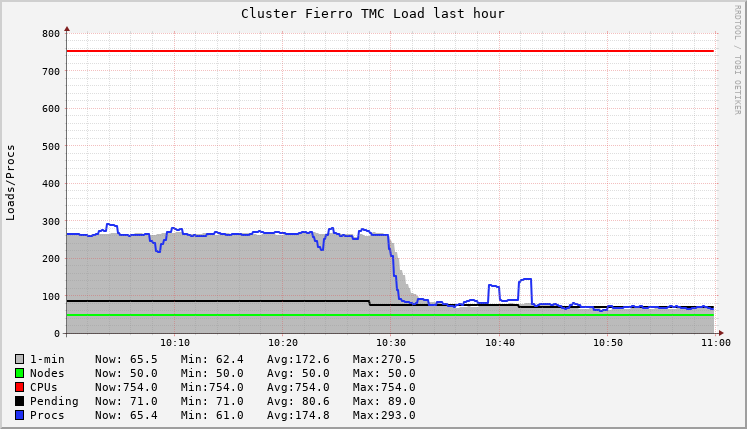 Cluster Fierro TMC Load last hour
RRDTOOL / TOBI OETIKER
Loads/Procs
800
700
600
500
400
300
200
100
0
10:10 10:20 10:30 10:40 10:50 11:00
1-min Now: 65.5 Min: 62.4 Avg:172.6 Max:270.5
Nodes Now: 50.0 Min: 50.0 Avg: 50.0 Max: 50.0
CPUs Now:754.0 Min:754.0 Avg:754.0 Max:754.0
Pending Now: 71.0 Min: 71.0 Avg: 80.6 Max: 89.0
Procs Now: 65.4 Min: 61.0 Avg:174.8 Max:293.0